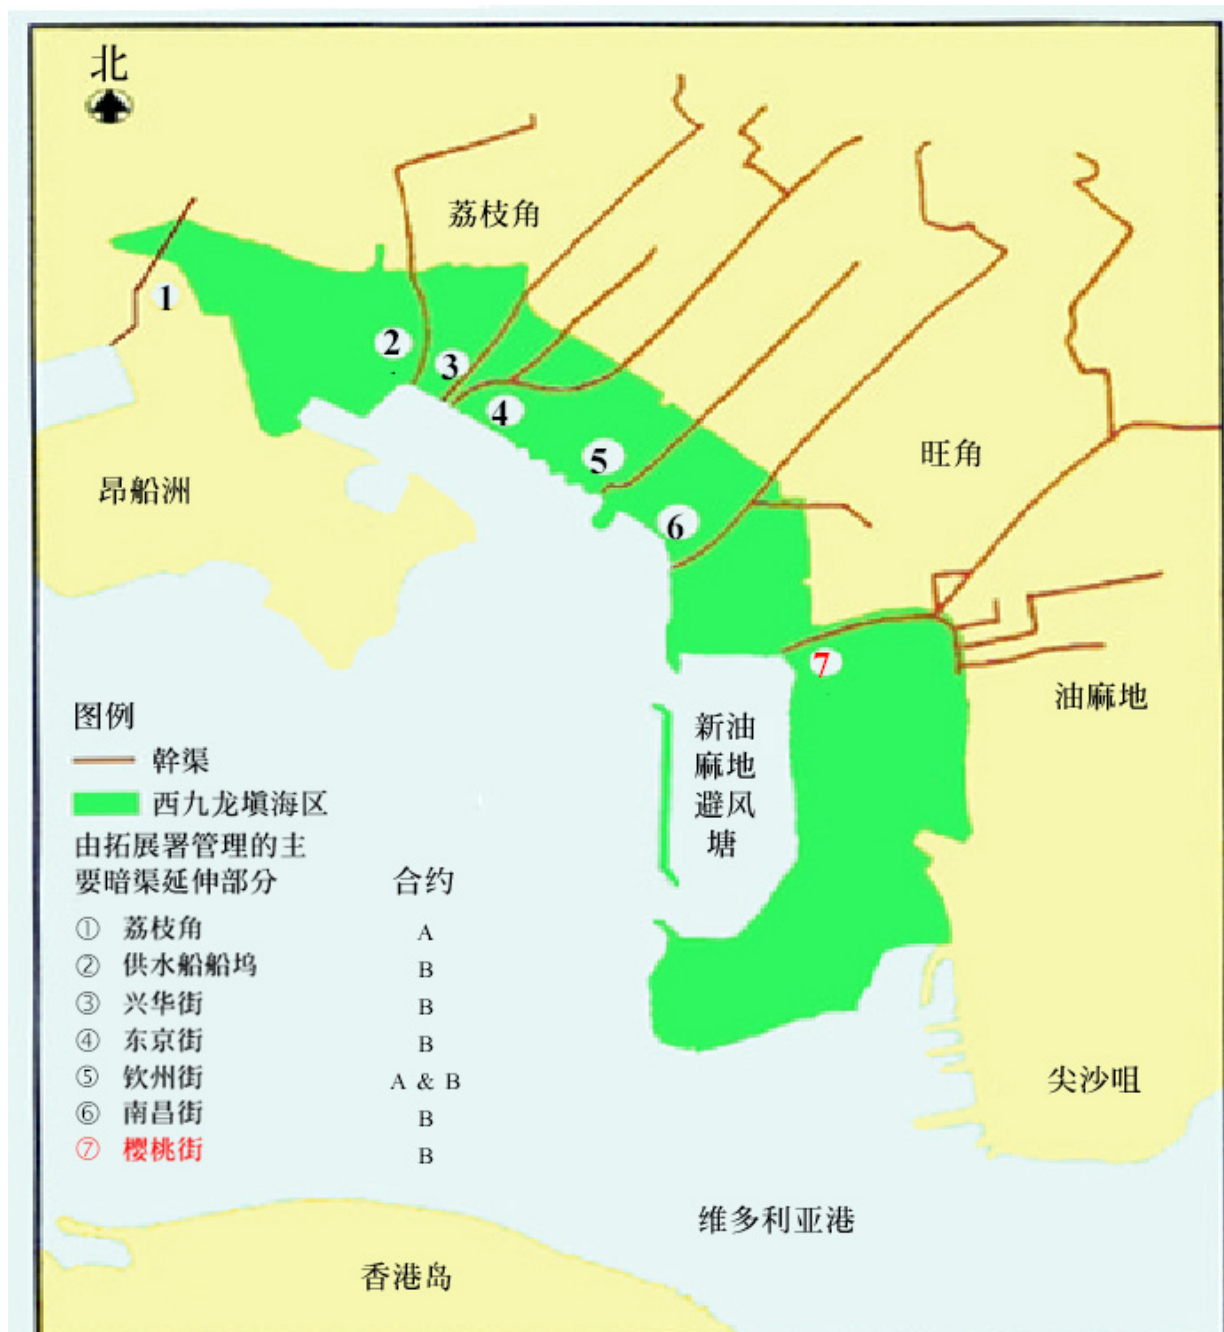 北
荔枝角
1
2
3
4
5
6
7
昂船洲
旺角
油麻地
新油
麻地
避风
塘
图例
幹渠
西九龙填海区
由拓展署管理的主
要暗渠延伸部分 合约
① 荔枝角 A
② 供水船船坞 B
③ 兴华街 B
④ 东京街 B
⑤ 钦州街 A & B
⑥ 南昌街 B
⑦ 樱桃街 B
尖沙咀
维多利亚港
香港岛